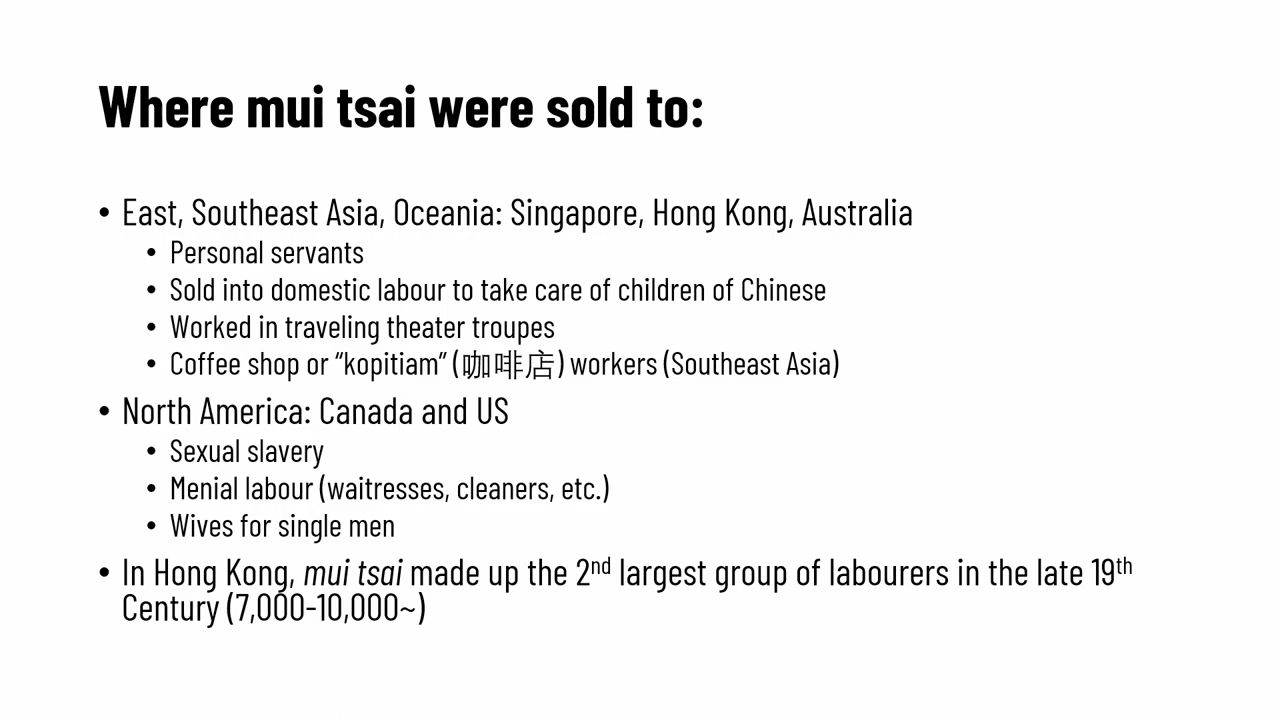 Where mui tsai were sold to:
• East, Southeast Asia, Oceania: Singapore, Hong Kong, Australia
• Personal servants
• Sold into domestic labour to take care of children of Chinese
• Worked in traveling theater troupes
• Coffee shop or “kopitiam” (咖啡店) workers (Southeast Asia)
• North America: Canada and US
• Sexual slavery
• Menial labour (waitresses, cleaners, etc.)
• Wives for single men
• In Hong Kong, mui tsai made up the 2nd largest group of labourers in the late 19th
Century (7,000-10,000~)